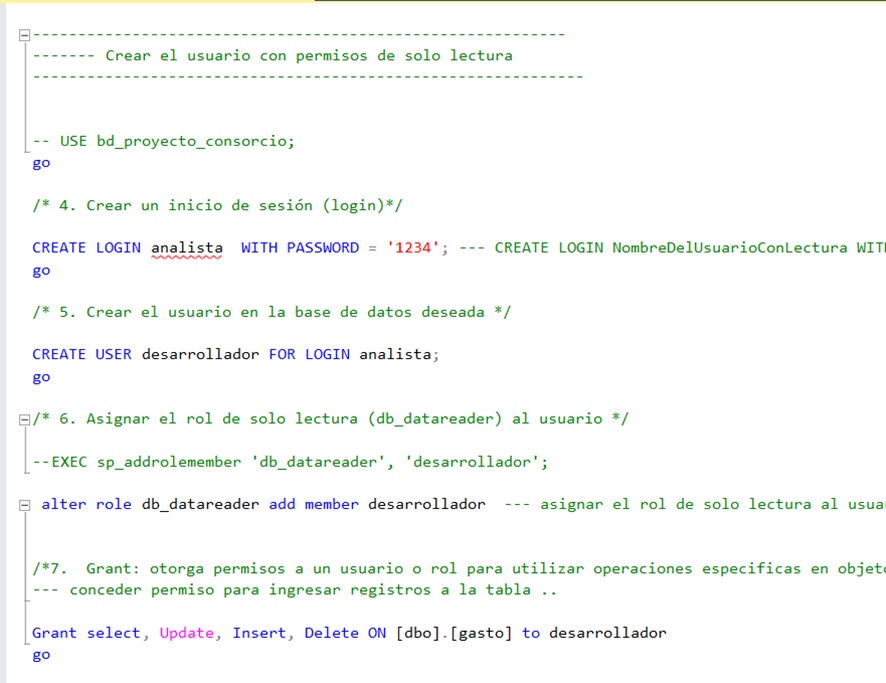 -----------------------------------------------------------
------- Crear el usuario con permisos de solo lectura
-------------------------------------------------------------
-- USE bd_proyecto_consorcio;
go
/* 4. Crear un inicio de sesión (login)*/
CREATE LOGIN analista  WITH PASSWORD = '1234'; --- CREATE LOGIN NombreDelUsuarioConLectura
go
/* 5. Crear el usuario en la base de datos deseada */
CREATE USER desarrollador FOR LOGIN analista;
go
/* 6. Asignar el rol de solo lectura (db_datareader) al usuario */
--EXEC sp_addrolemember 'db_datareader', 'desarrollador';
alter role db_datareader add member desarrollador  --- asignar el rol de solo lectura al
/*7.  Grant: otorga permisos a un usuario o rol para utilizar operaciones especificas en
--- conceder permiso para ingresar registros a la tabla ..
Grant select, Update, Insert, Delete ON [dbo].[gasto] to desarrollador
go